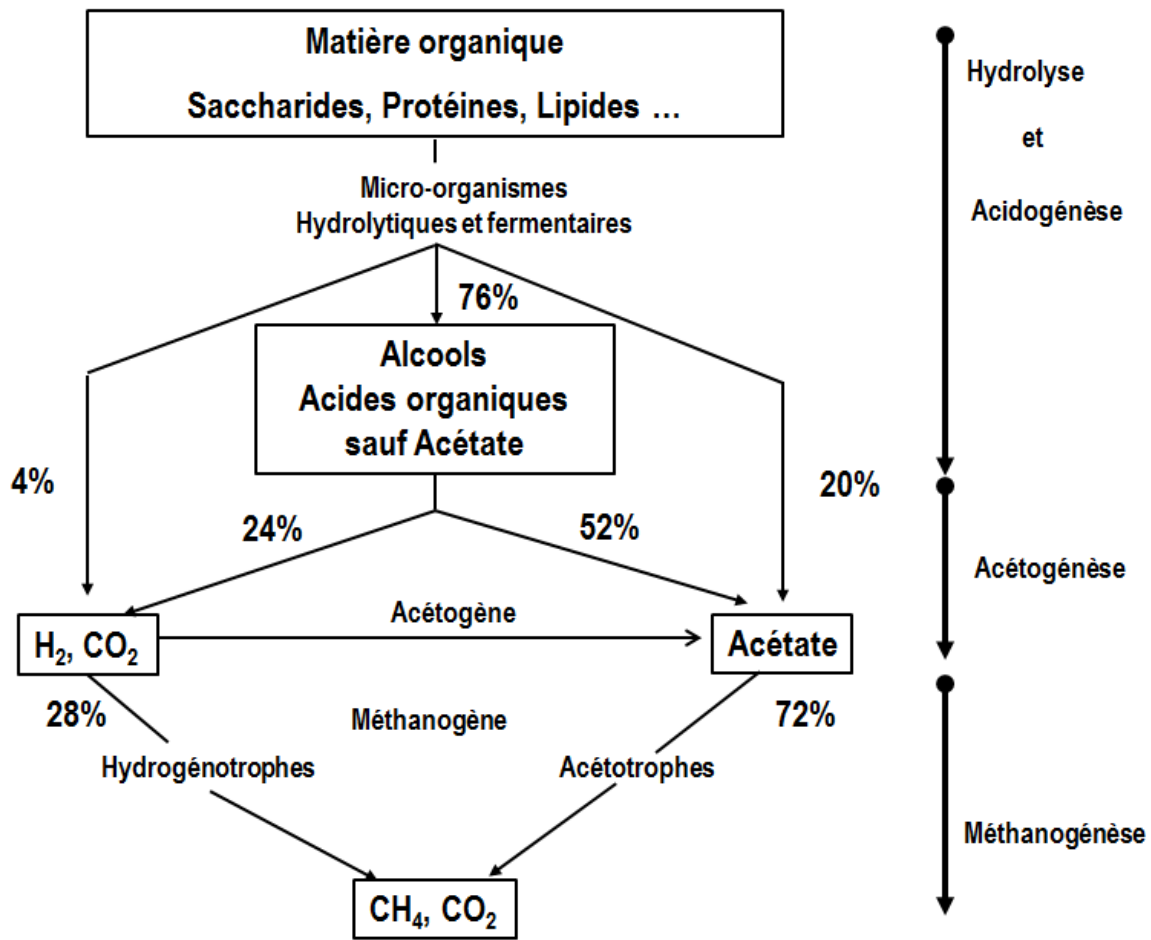 Matière organique
Saccharides, Protéines, Lipides ...
Hydrolyse
et
Acidogénèse
Micro-organismes
Hydrolytiques et fermentaires
76%
Alcools
Acides organiques
sauf Acétate
4%
20%
24%
52%
Acétogénèse
Acétogène
H₂, CO₂
Acétate
28%
Méthanogène
72%
Hydrogénotrophes
Acétotrophes
Méthanogénèse
CH₄, CO₂